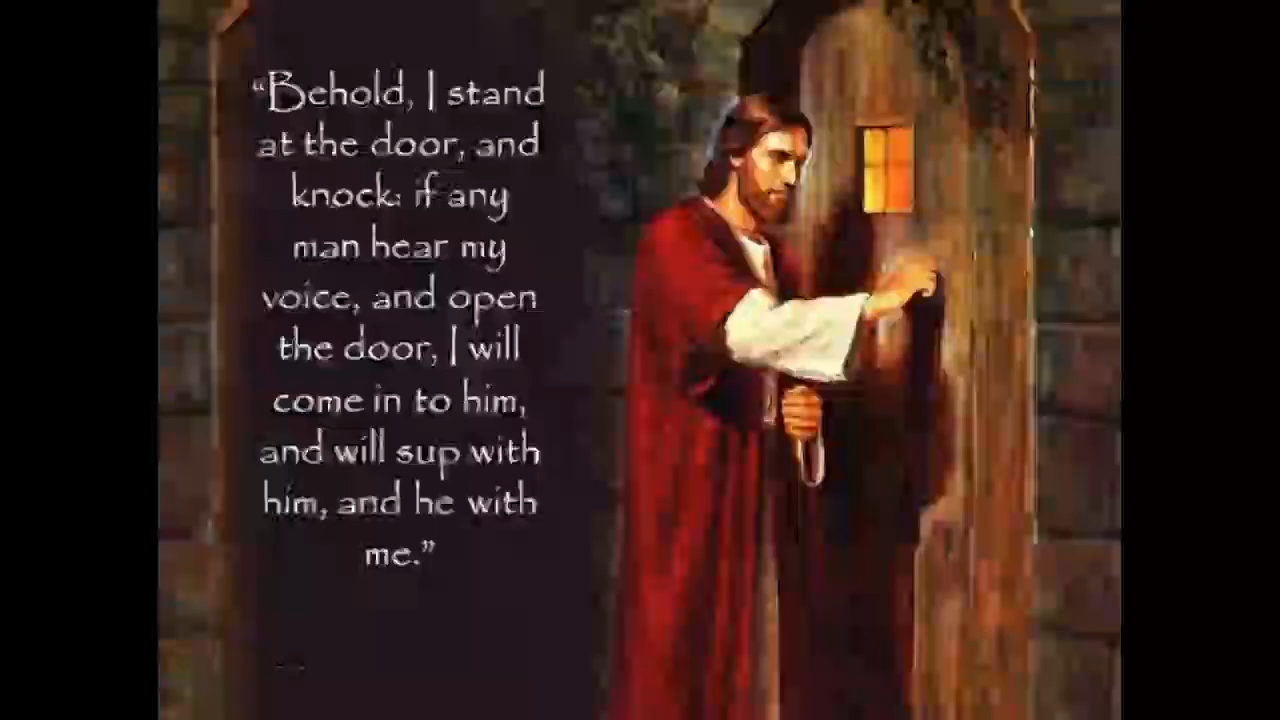 “Behold, I stand
at the door, and
knock: if any
man hear my
voice, and open
the door, I will
come in to him,
and will sup with
him, and he with
me.”